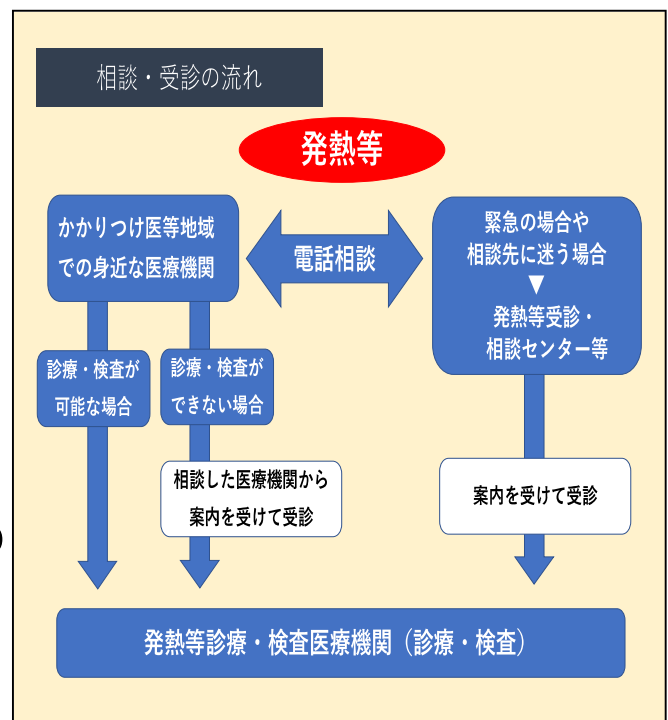 相談・受診の流れ
発熱等
かかりつけ医等地域
での身近な医療機関
電話相談
緊急の場合や
相談先に迷う場合
▼
発熱等受診・
相談センター等
診療・検査が
可能な場合
診療・検査が
できない場合
相談した医療機関から
案内を受けて受診
案内を受けて受診
発熱等診療・検査医療機関（診療・検査）
)